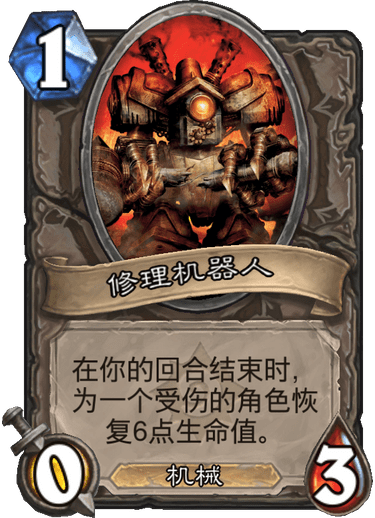 1
修理机器人
在你的回合结束时，
为一个受伤的角色恢
复6点生命值。
0
机械
3